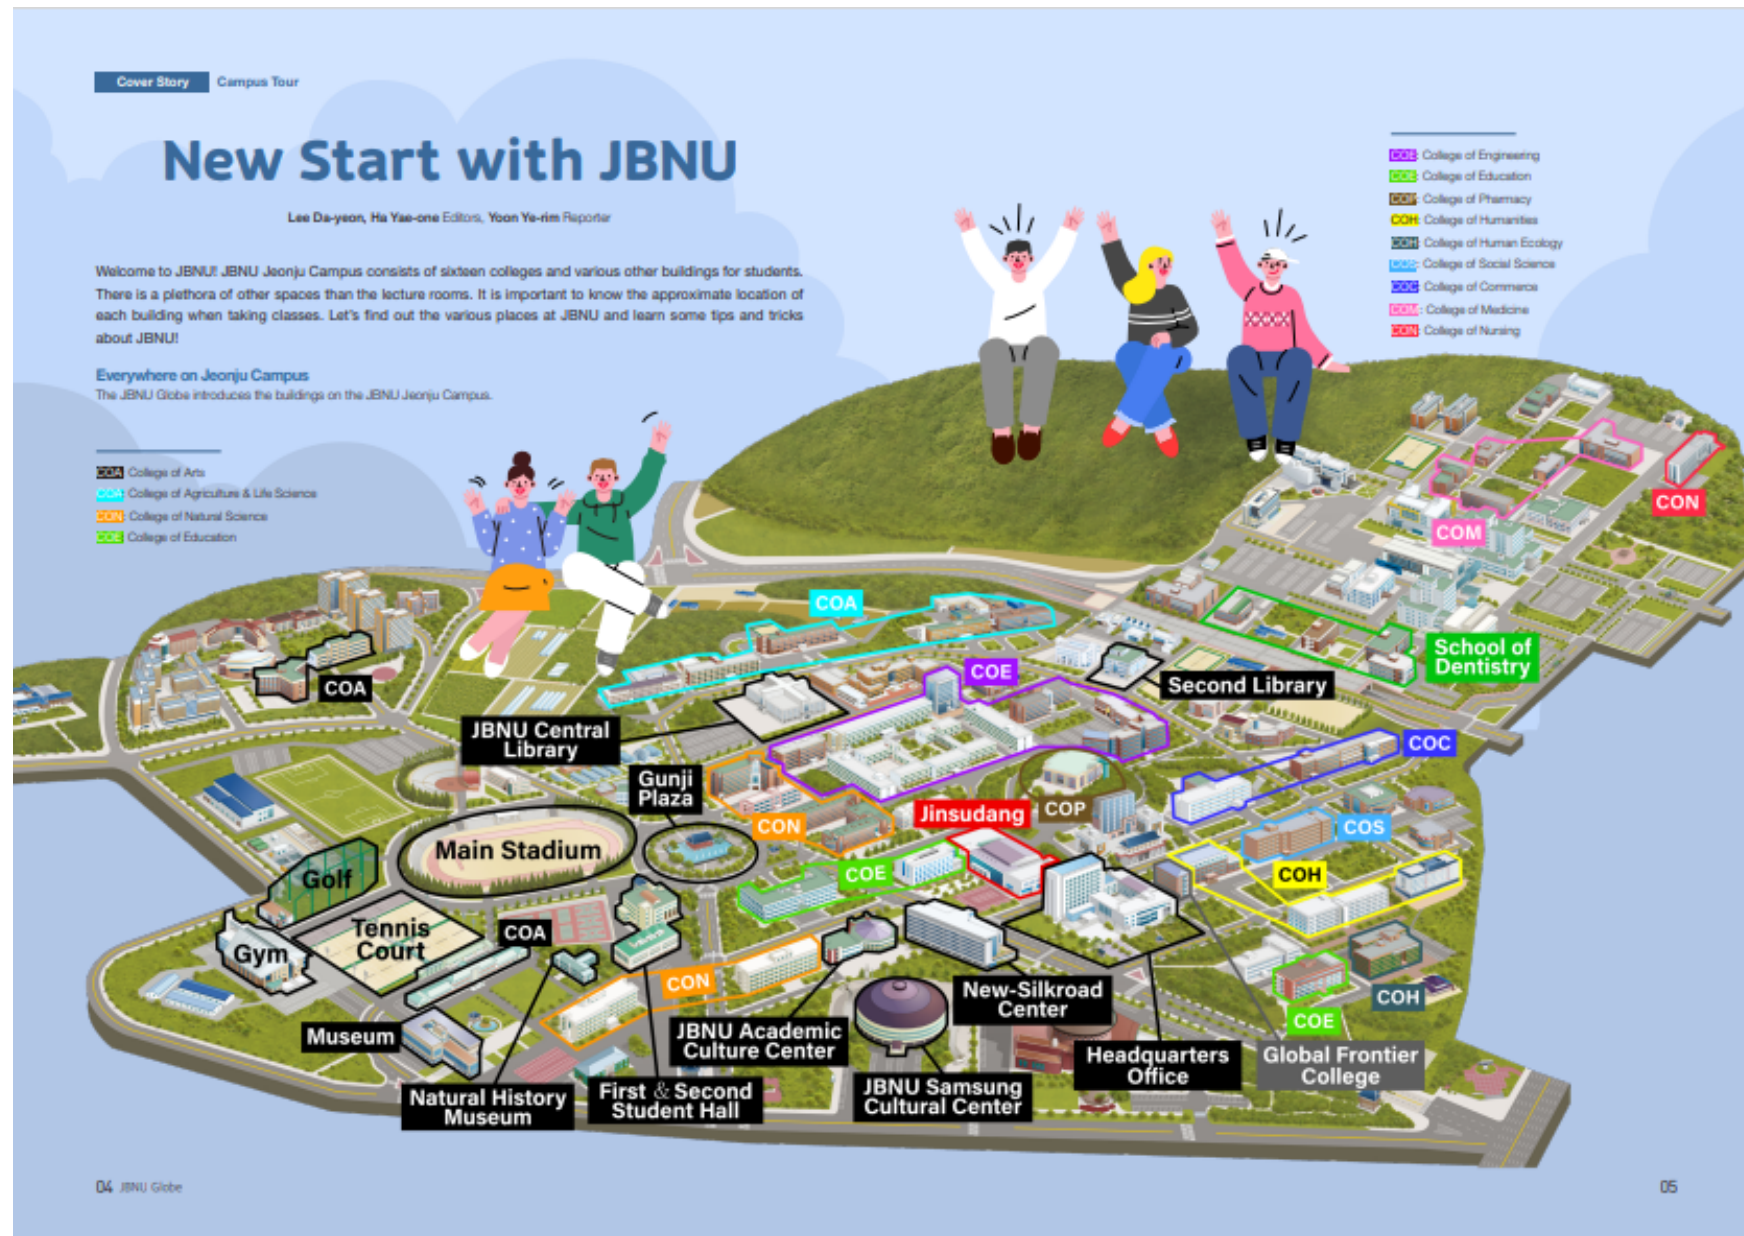 Cover Story Campus Tour
New Start with JBNU
Lee Da-yeon, Ha Yae-one Editors, Yoon Ye-rim Reporter
Welcome to JBNU! JBNU Jeonju Campus consists of sixteen colleges and various other buildings for students.
There is a plethora of other spaces than the lecture rooms. It is important to know the approximate location of
each building when taking classes. Let's find out the various places at JBNU and learn some tips and tricks
about JBNU!
Everywhere on Jeonju Campus
The JBNU Globe introduces the buildings on the JBNU Jeonju Campus.
COA: College of Arts
COA: College of Agriculture & Life Science
CON: College of Natural Science
COE: College of Education
COE: College of Engineering
COE: College of Education
COP: College of Pharmacy
COH: College of Humanities
COH: College of Human Ecology
COS: College of Social Science
COC: College of Commerce
COM: College of Medicine
CON: College of Nursing
CON
COM
COA
School of
Dentistry
COE
Second Library
COA
JBNU Central
Library
COC
Gunji
Plaza
COP
Jinsudang
CON
COS
Main Stadium
COE
COH
Golf
Tennis
Court
COA
Gym
CON
New-Silkroad
Center
COH
COE
Museum
JBNU Academic
Culture Center
Headquarters
Office
Global Frontier
College
Natural History
Museum
First & Second
Student Hall
JBNU Samsung
Cultural Center
04 JBNU Globe
05